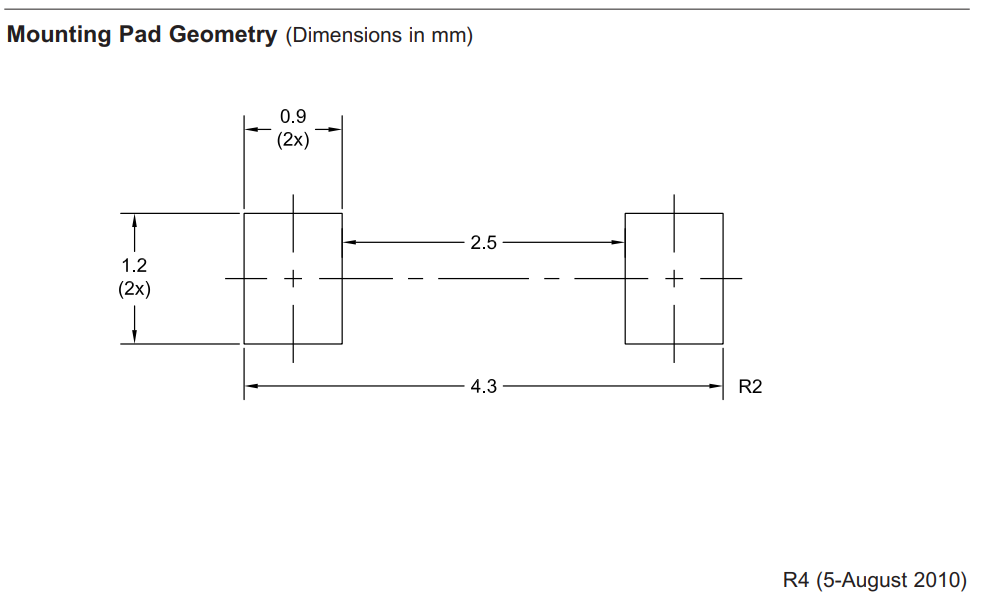 Mounting Pad Geometry (Dimensions in mm)
0.9
(2x)
2.5
1.2
(2x)
4.3
R2
R4 (5-August 2010)